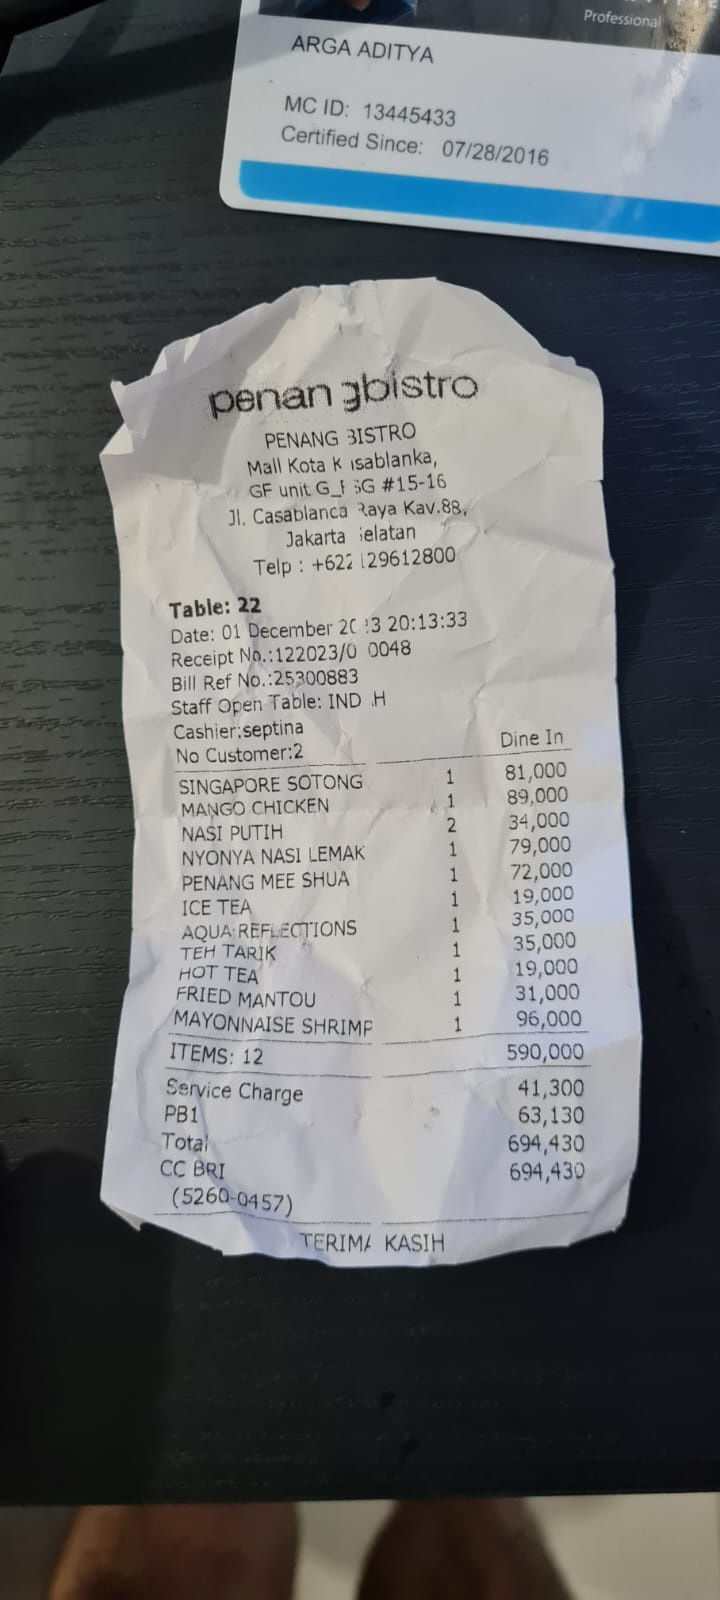 Professional
ARGA ADITYA
MC ID: 13445433
Certified Since: 07/28/2016
penangbistro
PENANG BISTRO
Mall Kota K isablanka,
GF unit #15-16
Jl. Casablanca Raya Kav.88,
Jakarta Selatan
Telp : +622 129612800
Table: 22
Date: 01 December 20 3 20:13:33
Receipt No.:122023/0 0048
Bill Ref No.:25300883
Staff Open Table: IND H
Cashier:septina
No Customer:2
Dine In
SINGAPORE SOTONG 1 81,000
MANGO CHICKEN 1 89,000
NASI PUTIH 2 34,000
NYONYA NASI LEMAK 1 79,000
PENANG MEE SHUA 1 72,000
ICE TEA 1 19,000
AQUA REFLECTIONS 1 35,000
TEH TARIK 1 35,000
HOT TEA 1 19,000
FRIED MANTOU 1 31,000
MAYONNAISE SHRIMP 1 96,000
ITEMS: 12 590,000
Service Charge 41,300
PB1 63,130
Total 694,430
CC BRI 694,430
(5260-0457)
TERIMA KASIH